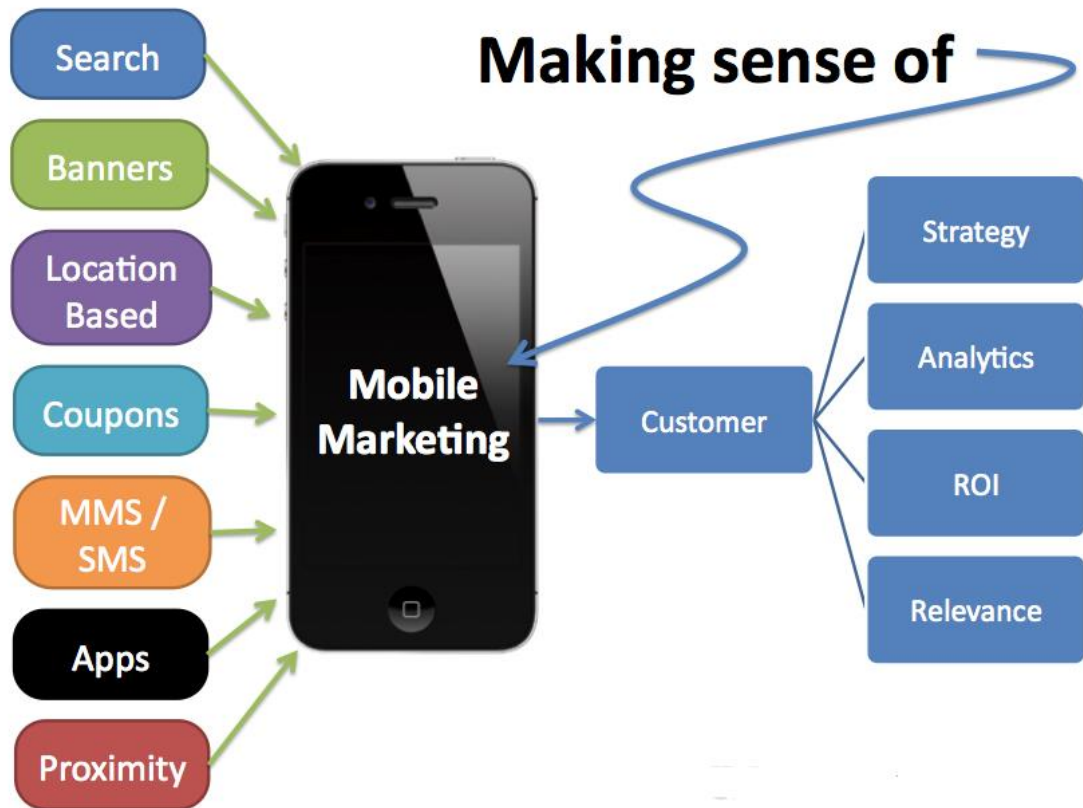 Making sense of
Search
Banners
Location
Based
Coupons
MMS /
SMS
Apps
Proximity
Mobile
Marketing
Customer
Strategy
Analytics
ROI
Relevance